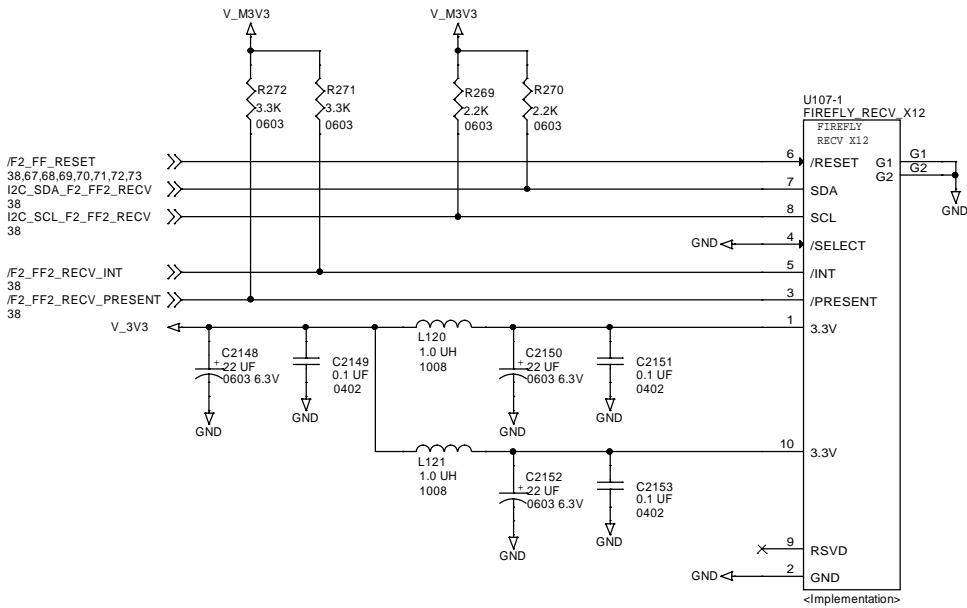 V_M3V3
V_M3V3
R272
3.3K
0603
R271
3.3K
0603
R269
2.2K
0603
R270
2.2K
0603
U107-1
FIREFLY_RECV_X12
FIREFLY
RECV X12
/F2_FF_RESET
38,67,68,69,70,71,72,73
I2C_SDA_F2_FF2_RECV
38
I2C_SCL_F2_FF2_RECV
38
/F2_FF2_RECV_INT
38
/F2_FF2_RECV_PRESENT
38
6 /RESET
7 SDA
8 SCL
GND 4 /SELECT
5 /INT
3 /PRESENT
1 3.3V
G1 G1
G2 G2
GND
V_3V3
C2148
+ 22 UF
0603 6.3V
GND
C2149
0.1 UF
0402
GND
L120
1.0 UH
1008
C2150
+ 22 UF
0603 6.3V
GND
C2151
0.1 UF
0402
GND
10 3.3V
L121
1.0 UH
1008
C2152
+ 22 UF
0603 6.3V
GND
C2153
0.1 UF
0402
GND
9 RSVD
GND 2 GND
<Implementation>